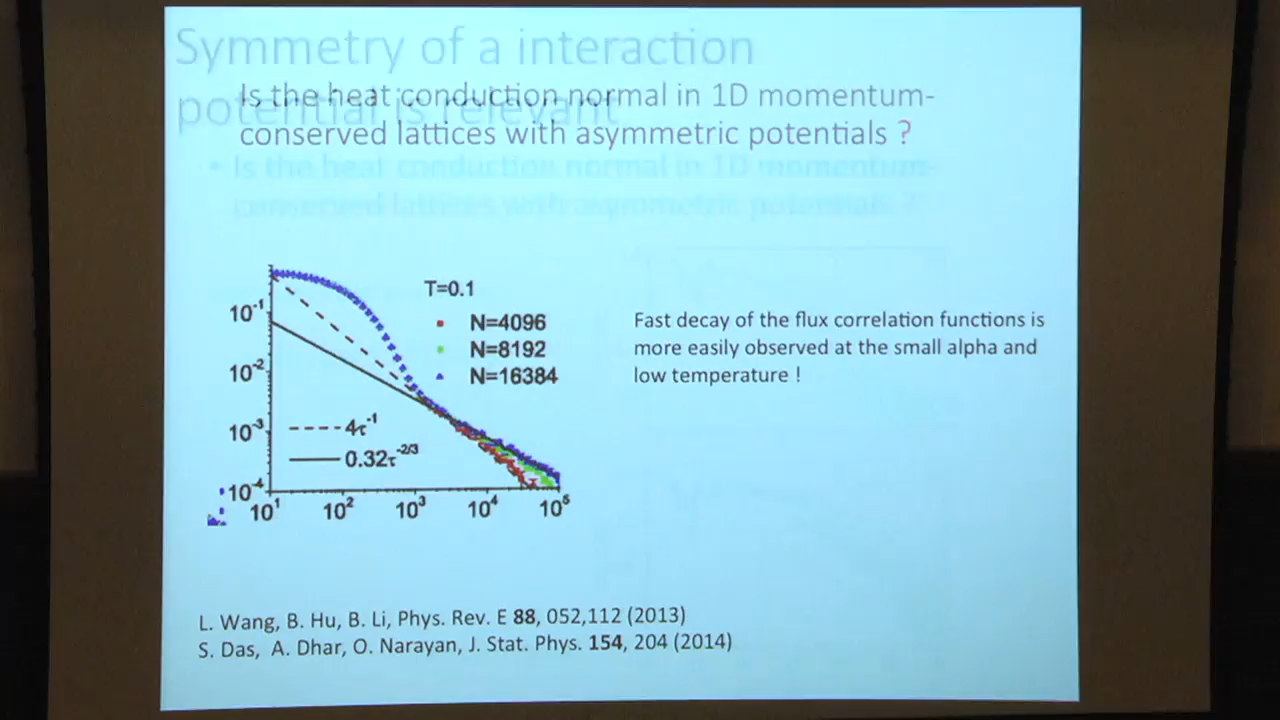 Symmetry of a interaction
potential is relevant
Is the heat conduction normal in 1D momentum-
conserved lattices with asymmetric potentials ?
• Is the heat conduction normal in 1D momentum-
conserved lattices with asymmetric potentials ?
T=0.1
N=4096
N=8192
N=16384
10⁻¹
10⁻²
10⁻³
10⁻⁴
4τ⁻¹
0.32τ⁻²/³
10¹ 10² 10³ 10⁴ 10⁵
Fast decay of the flux correlation functions is
more easily observed at the small alpha and
low temperature !
L. Wang, B. Hu, B. Li, Phys. Rev. E 88, 052,112 (2013)
S. Das, A. Dhar, O. Narayan, J. Stat. Phys. 154, 204 (2014)